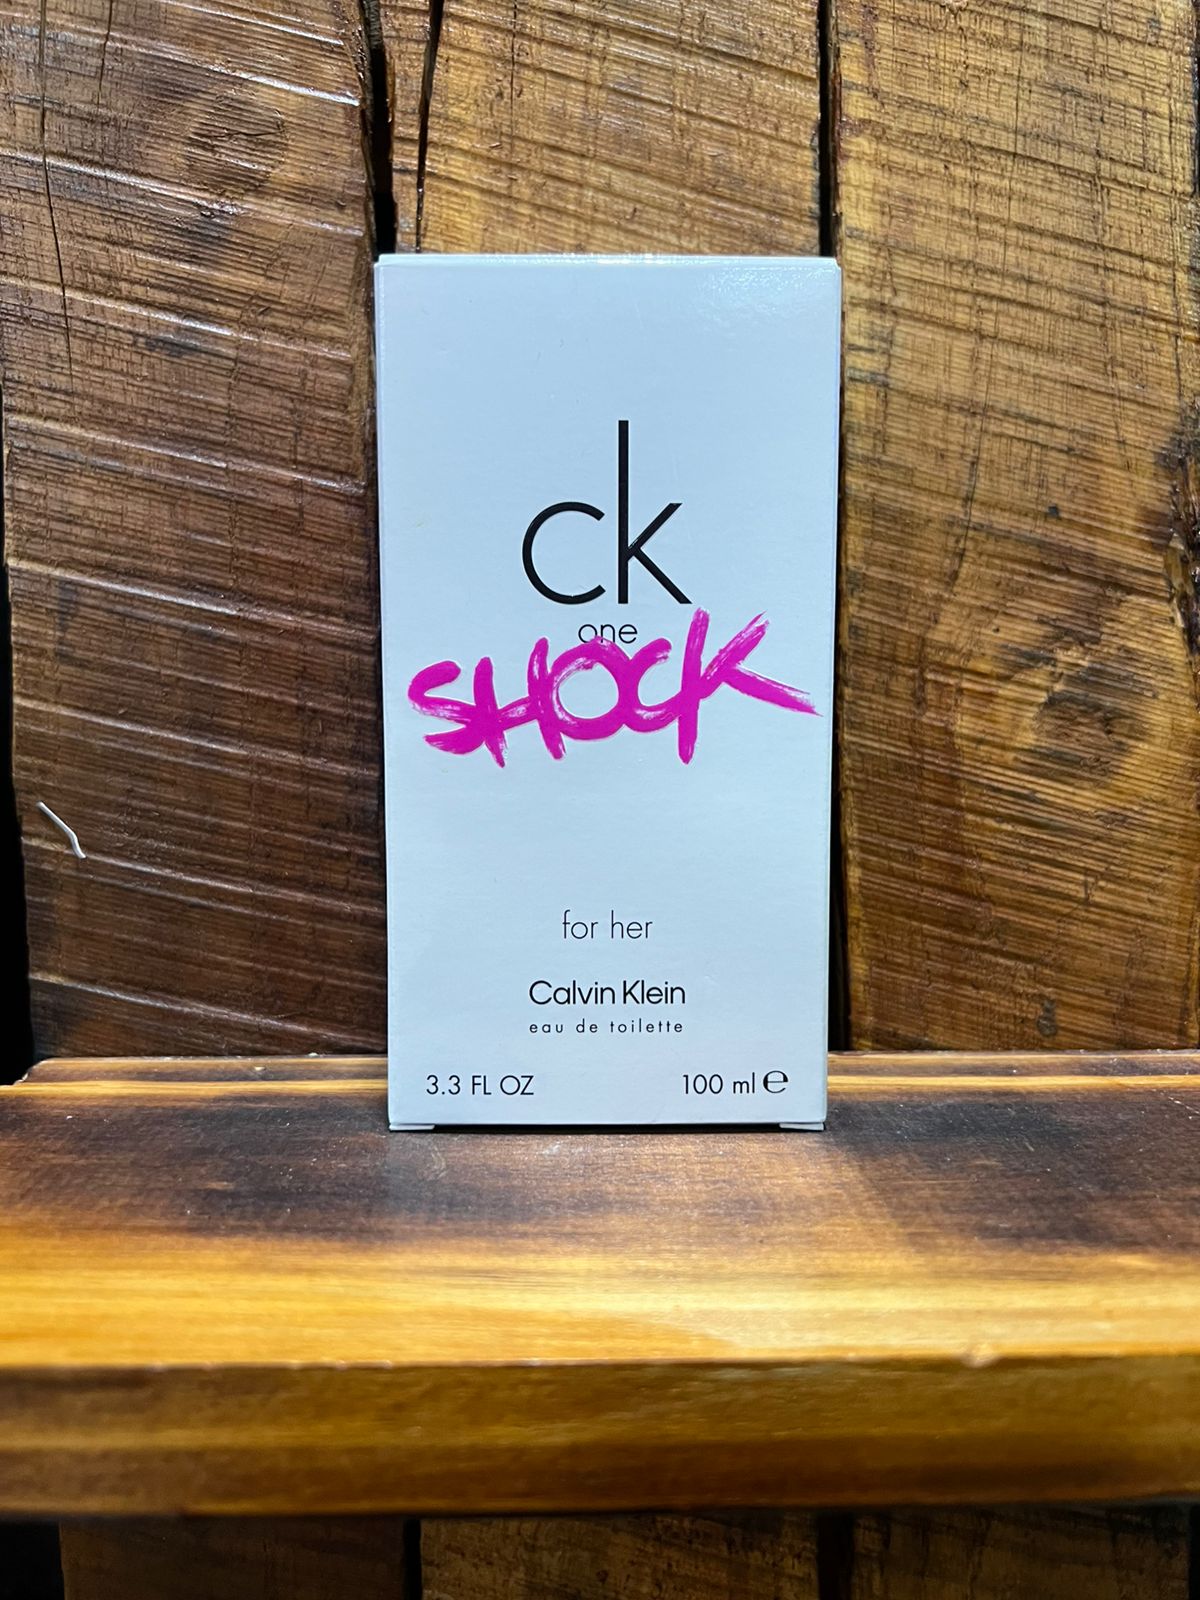 ck
one
SHOCK
for her
Calvin Klein
eau de toilette
3.3 FL OZ 100 ml ℮